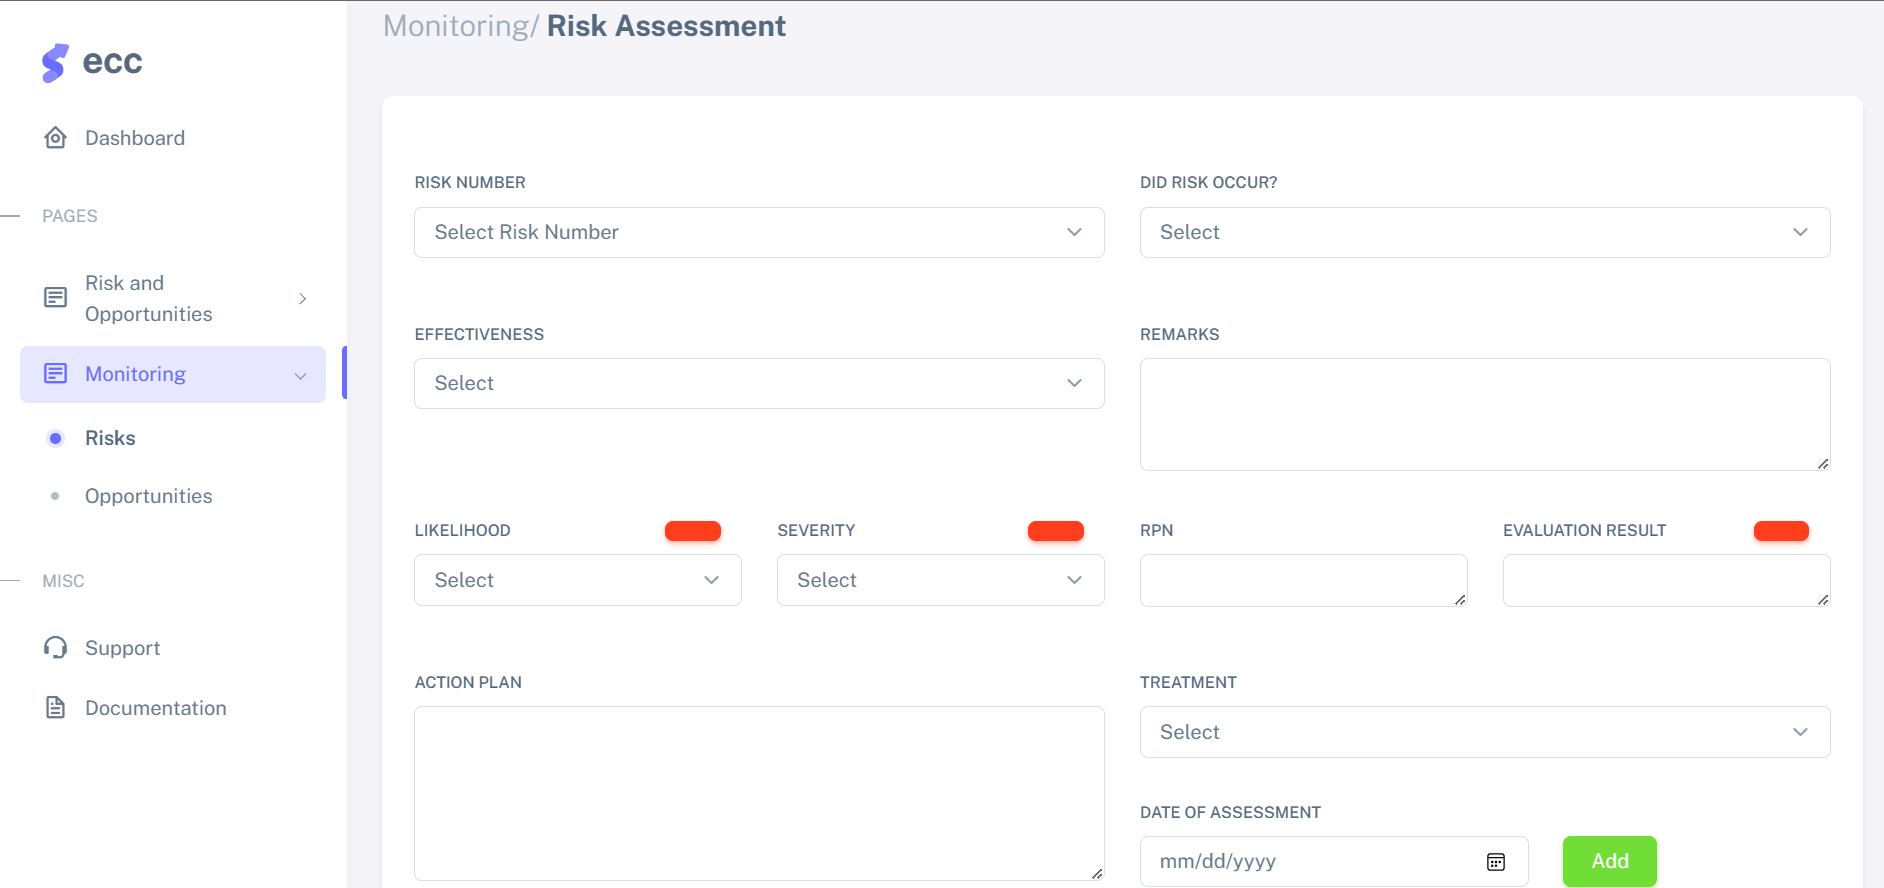 ecc
Dashboard
PAGES
Risk and
Opportunities
Monitoring
Risks
Opportunities
MISC
Support
Documentation
Monitoring/ Risk Assessment
RISK NUMBER
Select Risk Number
DID RISK OCCUR?
Select
EFFECTIVENESS
Select
REMARKS
LIKELIHOOD
Select
SEVERITY
Select
RPN
EVALUATION RESULT
ACTION PLAN
TREATMENT
Select
DATE OF ASSESSMENT
mm/dd/yyyy
Add